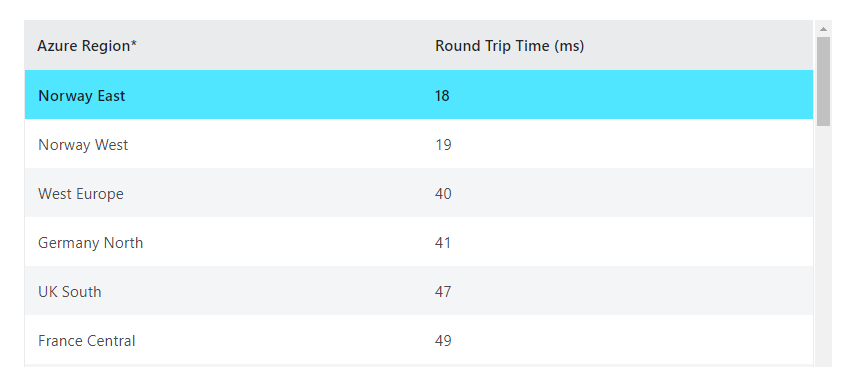 Azure Region* Round Trip Time (ms)
Norway East 18
Norway West 19
West Europe 40
Germany North 41
UK South 47
France Central 49